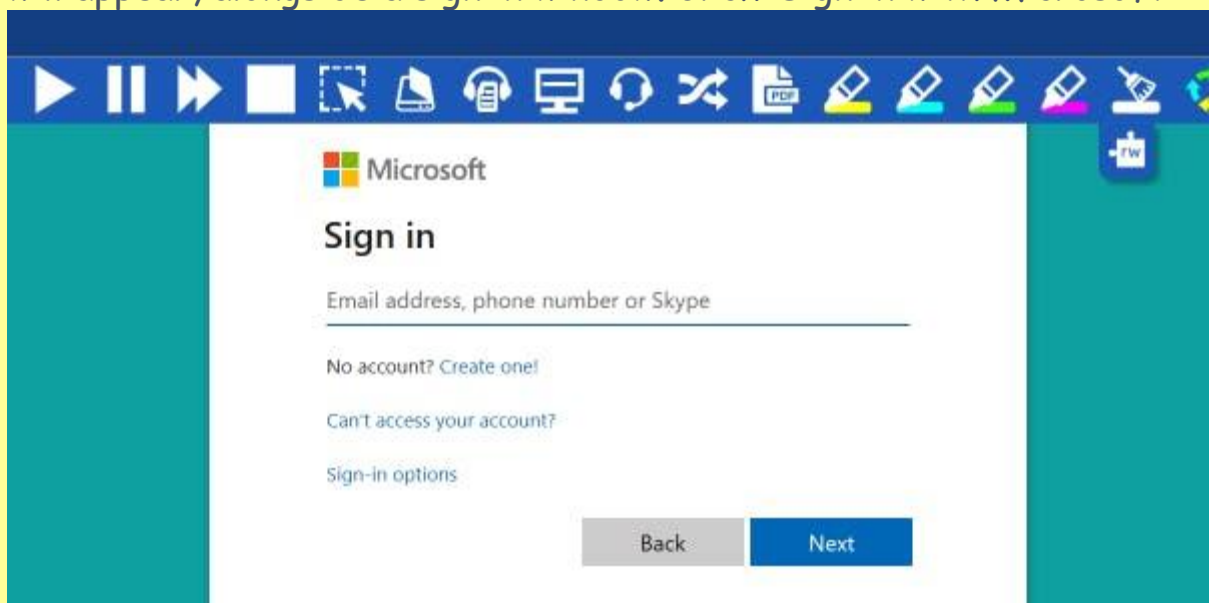 PDF
rw
Microsoft
Sign in
Email address, phone number or Skype
No account? Create one!
Can't access your account?
Sign-in options
Back Next